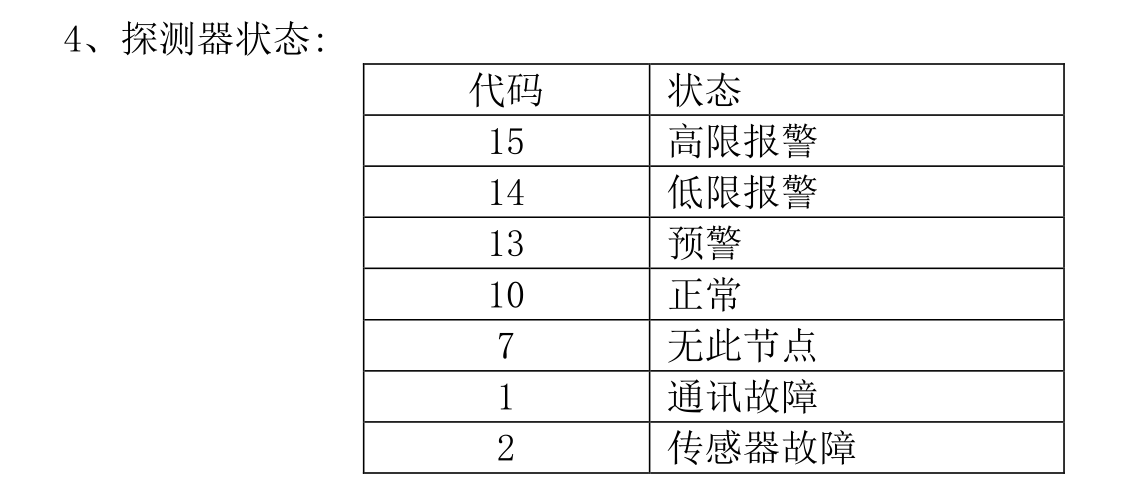 4、探测器状态:
代码 状态
15 高限报警
14 低限报警
13 预警
10 正常
7 无此节点
1 通讯故障
2 传感器故障